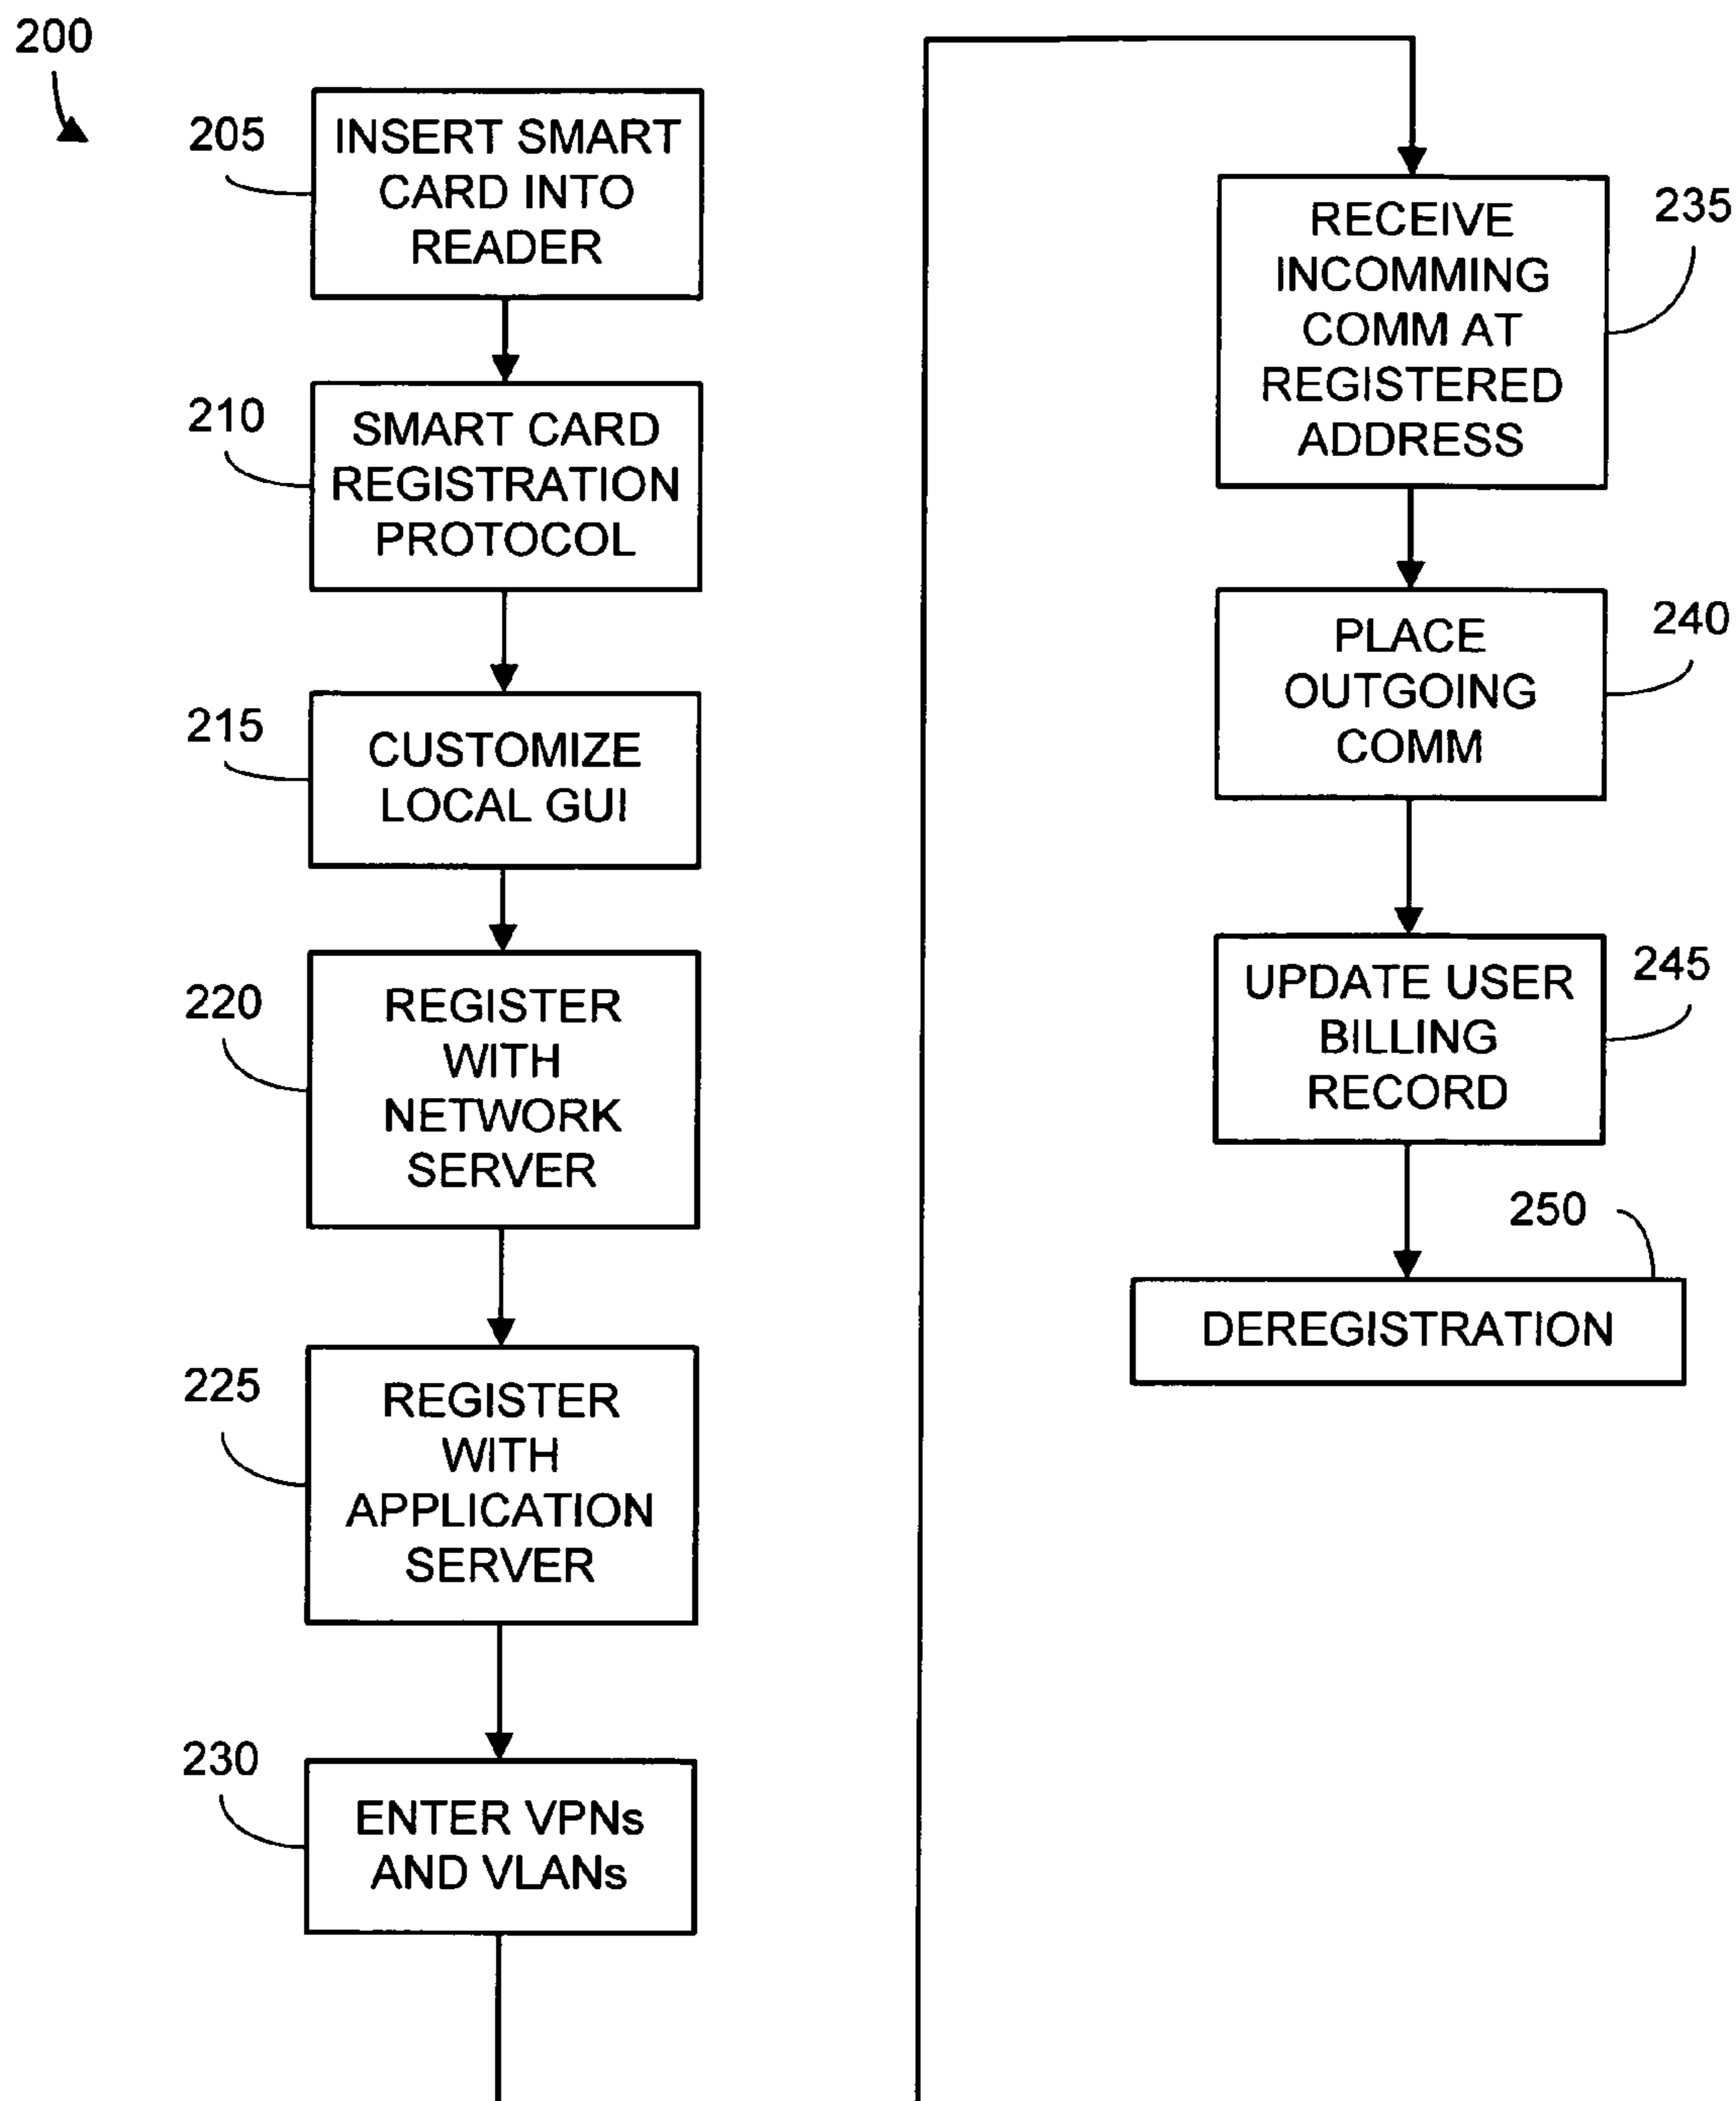 200
205
INSERT SMART
CARD INTO
READER
210
SMART CARD
REGISTRATION
PROTOCOL
215
CUSTOMIZE
LOCAL GUI
220
REGISTER
WITH
NETWORK
SERVER
225
REGISTER
WITH
APPLICATION
SERVER
230
ENTER VPNs
AND VLANs
235
RECEIVE
INCOMMING
COMM AT
REGISTERED
ADDRESS
240
PLACE
OUTGOING
COMM
245
UPDATE USER
BILLING
RECORD
250
DEREGISTRATION